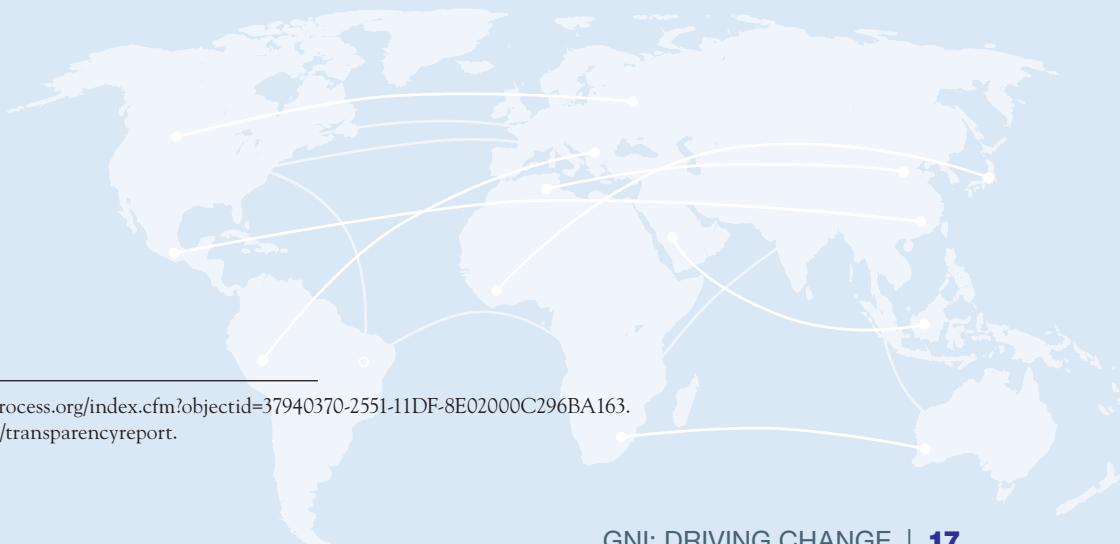 rocess.org/index.cfm?objectid=37940370-2551-11DF-8E02000C296BA163.
/transparencyreport.
GNI: DRIVING CHANGE | 17